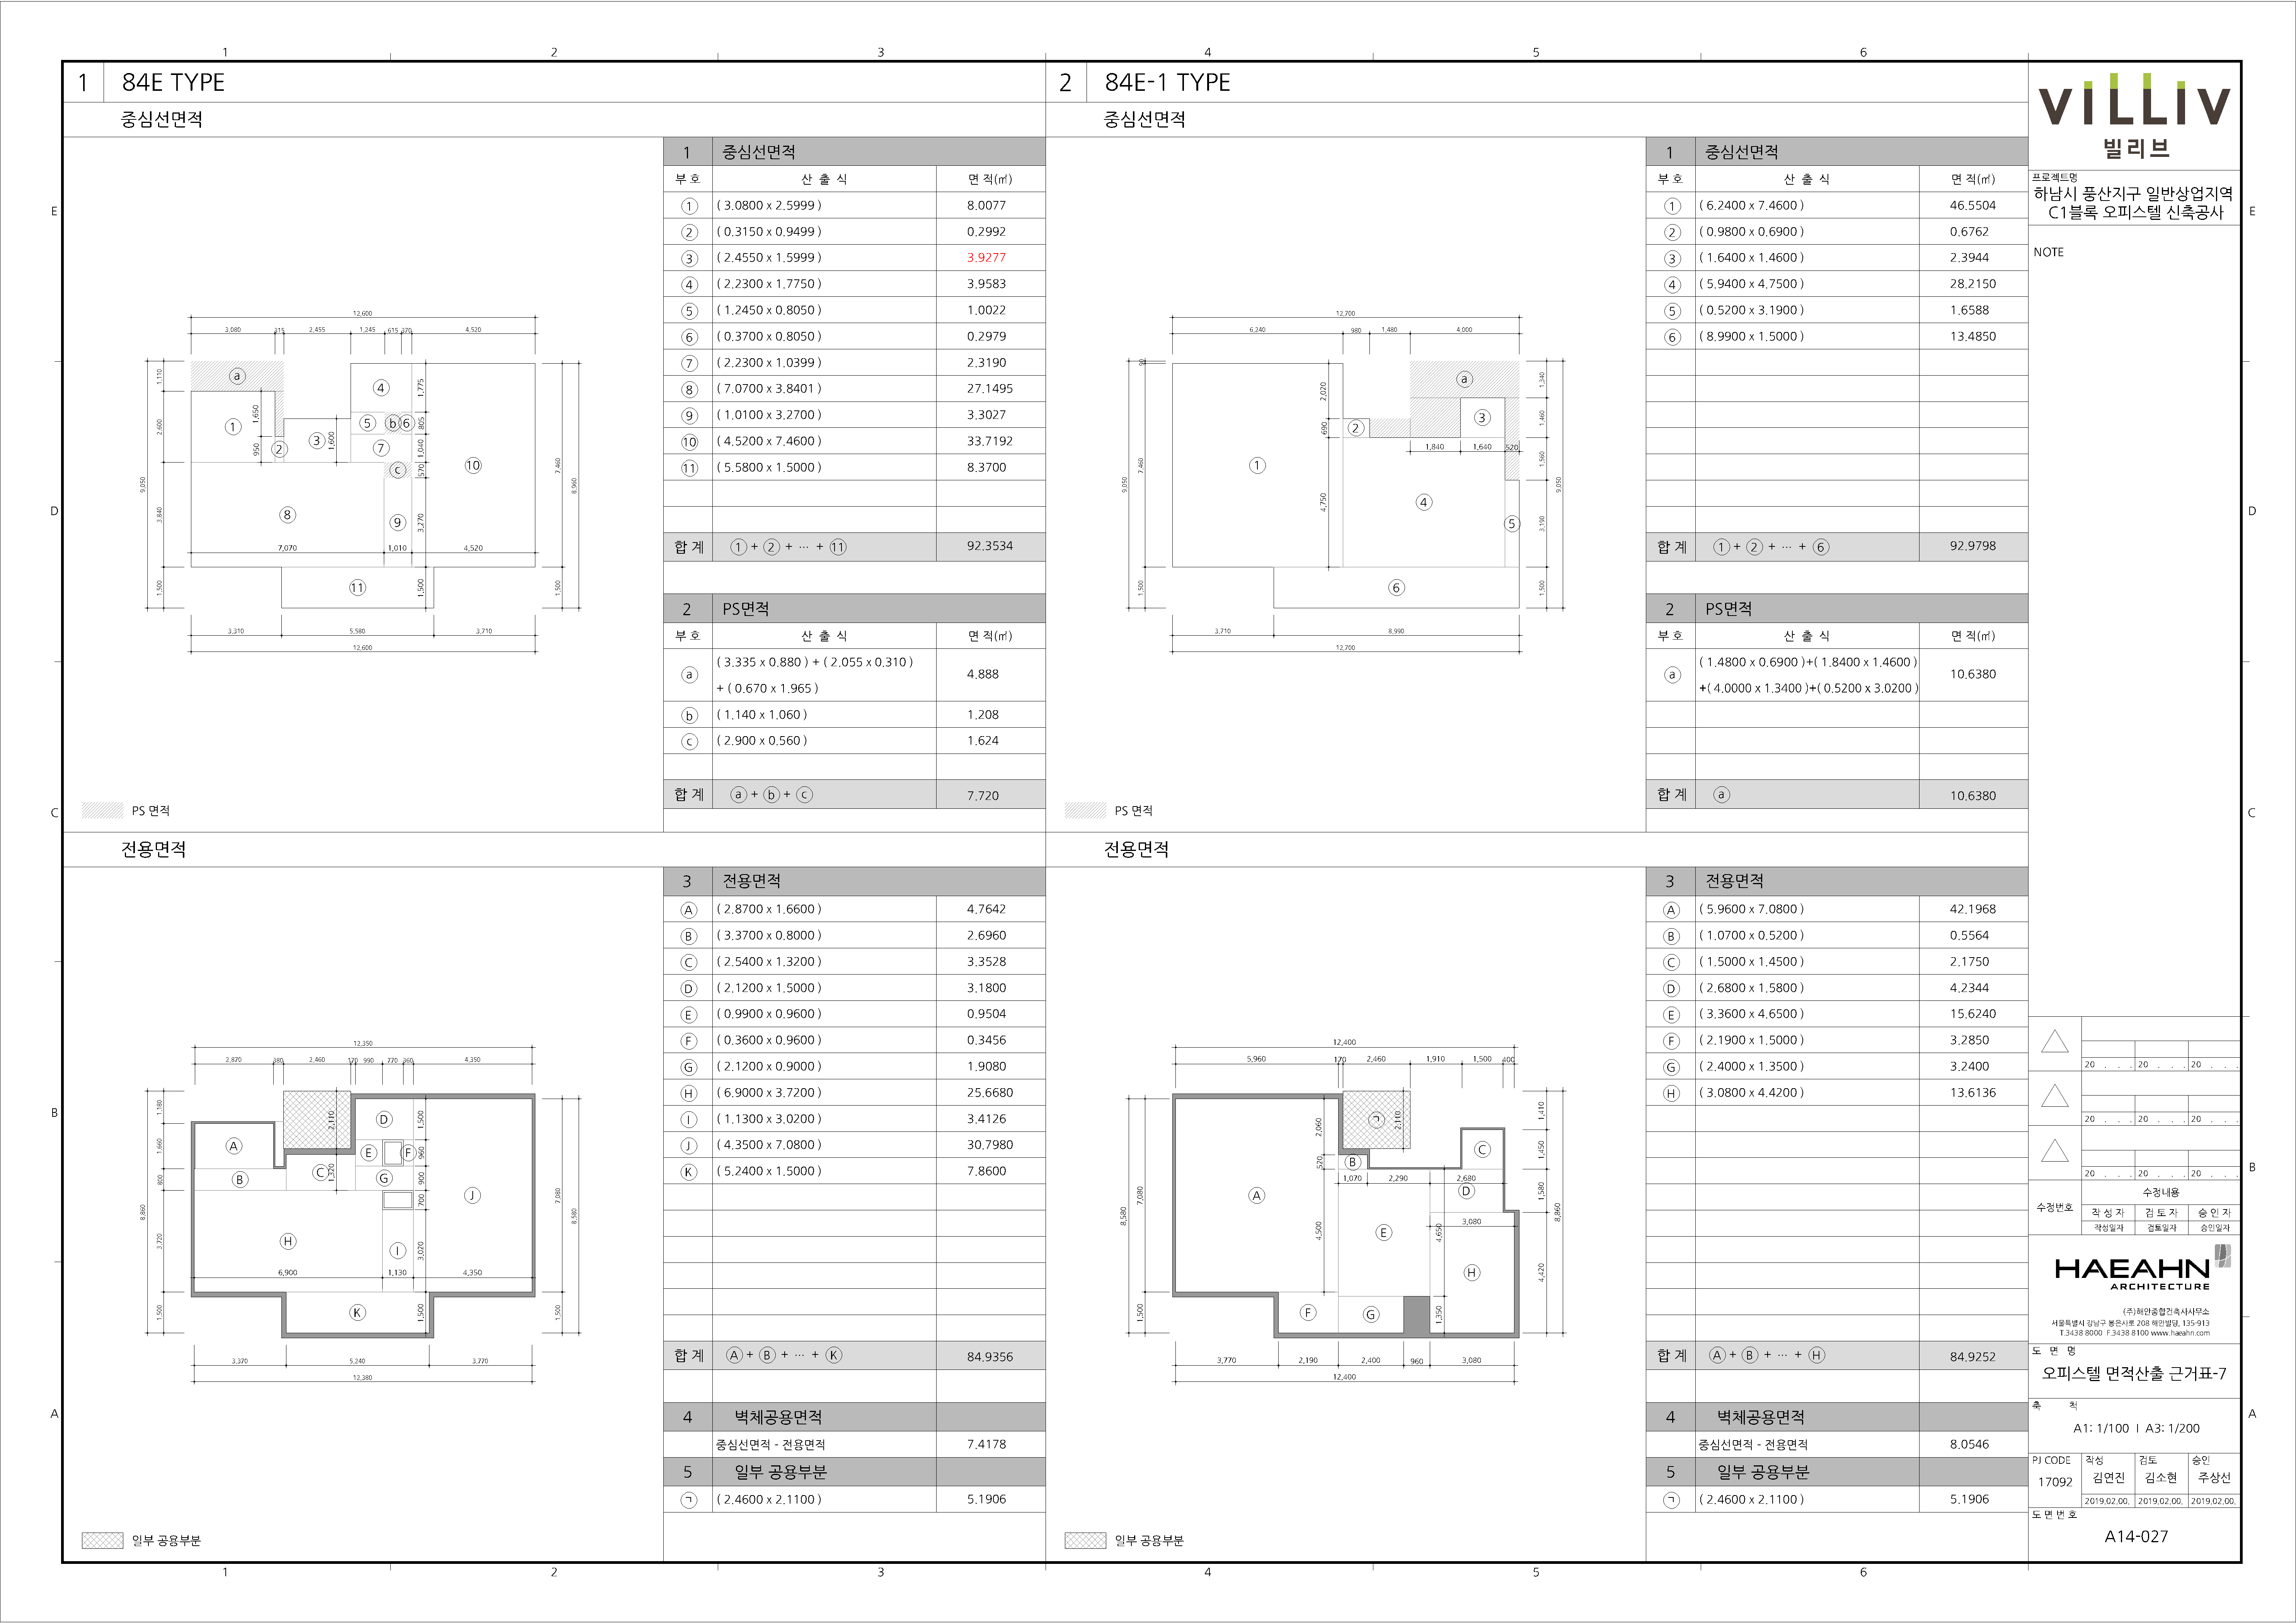 1 2 3 4 5 6
1 84E TYPE
중심선면적
1 중심선면적
부 호 산 출 식 면 적(㎡)
① ( 3.0800 x 2.5999 ) 8.0077
② ( 0.3150 x 0.9499 ) 0.2992
③ ( 2.4550 x 1.5999 ) 3.9277
④ ( 2.2300 x 1.7750 ) 3.9583
⑤ ( 1.2450 x 0.8050 ) 1.0022
⑥ ( 0.3700 x 0.8050 ) 0.2979
⑦ ( 2.2300 x 1.0399 ) 2.3190
⑧ ( 7.0700 x 3.8401 ) 27.1495
⑨ ( 1.0100 x 3.2700 ) 3.3027
⑩ ( 4.5200 x 7.4600 ) 33.7192
⑪ ( 5.5800 x 1.5000 ) 8.3700
합 계 ① + ② + ··· + ⑪ 92.3534
2 PS면적
부 호 산 출 식 면 적(㎡)
ⓐ ( 3.335 x 0.880 ) + ( 2.055 x 0.310 ) 4.888
+ ( 0.670 x 1.965 )
ⓑ ( 1.140 x 1.060 ) 1.208
ⓒ ( 2.900 x 0.560 ) 1.624
합 계 ⓐ + ⓑ + ⓒ 7.720
12,600
3,080 315 2,455 1,245 615 370 4,520
1,110 2,600 3,840 1,500 9,050
ⓐ ① ② ③ ④ ⑤ ⓑ ⑥ ⑦ ⓒ ⑧ ⑨ ⑩ ⑪
1,650 950 1,600
1,775 805 1,040 570 3,270 1,500
7,070 1,010 4,520
7,460 1,500 8,960
3,310 5,580 3,710
12,600
PS 면적
전용면적
3 전용면적
Ⓐ ( 2.8700 x 1.6600 ) 4.7642
Ⓑ ( 3.3700 x 0.8000 ) 2.6960
Ⓒ ( 2.5400 x 1.3200 ) 3.3528
Ⓓ ( 2.1200 x 1.5000 ) 3.1800
Ⓔ ( 0.9900 x 0.9600 ) 0.9504
Ⓕ ( 0.3600 x 0.9600 ) 0.3456
Ⓖ ( 2.1200 x 0.9000 ) 1.9080
Ⓗ ( 6.9000 x 3.7200 ) 25.6680
Ⓘ ( 1.1300 x 3.0200 ) 3.4126
Ⓙ ( 4.3500 x 7.0800 ) 30.7980
Ⓚ ( 5.2400 x 1.5000 ) 7.8600
합 계 Ⓐ + Ⓑ + ··· + Ⓚ 84.9356
4 벽체공용면적
중심선면적 - 전용면적 7.4178
5 일부 공용부분
㉠ ( 2.4600 x 2.1100 ) 5.1906
12,350
2,870 380 2,460 170 990 770 360 4,350
1,180 1,660 800 3,720 1,500 8,860
Ⓐ Ⓑ Ⓒ Ⓓ Ⓔ Ⓕ Ⓖ Ⓗ Ⓘ Ⓙ Ⓚ
2,110 1,320
1,500 960 900 700 3,020 1,500
6,900 1,130 4,350
7,080 1,500 8,580
3,370 5,240 3,770
12,380
일부 공용부분
2 84E-1 TYPE
중심선면적
1 중심선면적
부 호 산 출 식 면 적(㎡)
① ( 6.2400 x 7.4600 ) 46.5504
② ( 0.9800 x 0.6900 ) 0.6762
③ ( 1.6400 x 1.4600 ) 2.3944
④ ( 5.9400 x 4.7500 ) 28.2150
⑤ ( 0.5200 x 3.1900 ) 1.6588
⑥ ( 8.9900 x 1.5000 ) 13.4850
합 계 ① + ② + ··· + ⑥ 92.9798
2 PS면적
부 호 산 출 식 면 적(㎡)
ⓐ ( 1.4800 x 0.6900 )+( 1.8400 x 1.4600 ) 10.6380
+( 4.0000 x 1.3400 )+( 0.5200 x 3.0200 )
합 계 ⓐ 10.6380
12,700
6,240 980 1,480 4,000
90 7,460 1,500 9,050
ⓐ ① ② ③ ④ ⑤ ⑥
2,020 690 4,750
1,840 1,640 520
1,340 1,460 1,560 3,190 1,500 9,050
3,710 8,990
12,700
PS 면적
전용면적
3 전용면적
Ⓐ ( 5.9600 x 7.0800 ) 42.1968
Ⓑ ( 1.0700 x 0.5200 ) 0.5564
Ⓒ ( 1.5000 x 1.4500 ) 2.1750
Ⓓ ( 2.6800 x 1.5800 ) 4.2344
Ⓔ ( 3.3600 x 4.6500 ) 15.6240
Ⓕ ( 2.1900 x 1.5000 ) 3.2850
Ⓖ ( 2.4000 x 1.3500 ) 3.2400
Ⓗ ( 3.0800 x 4.4200 ) 13.6136
합 계 Ⓐ + Ⓑ + ··· + Ⓗ 84.9252
4 벽체공용면적
중심선면적 - 전용면적 8.0546
5 일부 공용부분
㉠ ( 2.4600 x 2.1100 ) 5.1906
12,400
5,960 170 2,460 1,910 1,500 400
7,080 1,500 8,580
㉠ Ⓐ Ⓑ Ⓒ Ⓓ Ⓔ Ⓕ Ⓖ Ⓗ
2,110 2,060 520 4,500
1,070 2,290 2,680
3,080 4,650 1,350
1,410 1,450 1,580 4,420 8,860
3,770 2,190 2,400 960 3,080
12,400
일부 공용부분
VILLIV
빌리브
프로젝트명
하남시 풍산지구 일반상업지역
C1블록 오피스텔 신축공사
NOTE
20 . . . 20 . . . 20 . . .
20 . . . 20 . . . 20 . . .
20 . . . 20 . . . 20 . . .
수정번호 수정내용
작 성 자 검 토 자 승 인 자
작성일자 검토일자 승인일자
HAEAHN
ARCHITECTURE
(주)해안종합건축사사무소
서울특별시 강남구 봉은사로 208 해안빌딩, 135-913
T.3438 8000 F.3438 8100 www.haeahn.com
도 면 명
오피스텔 면적산출 근거표-7
축 척
A1: 1/100 I A3: 1/200
PJ CODE 작성 검토 승인
17092 김연진 김소현 주상선
2019.02.00. 2019.02.00. 2019.02.00.
도 면 번 호
A14-027
E D C B A
E D C B A
1 2 3 4 5 6